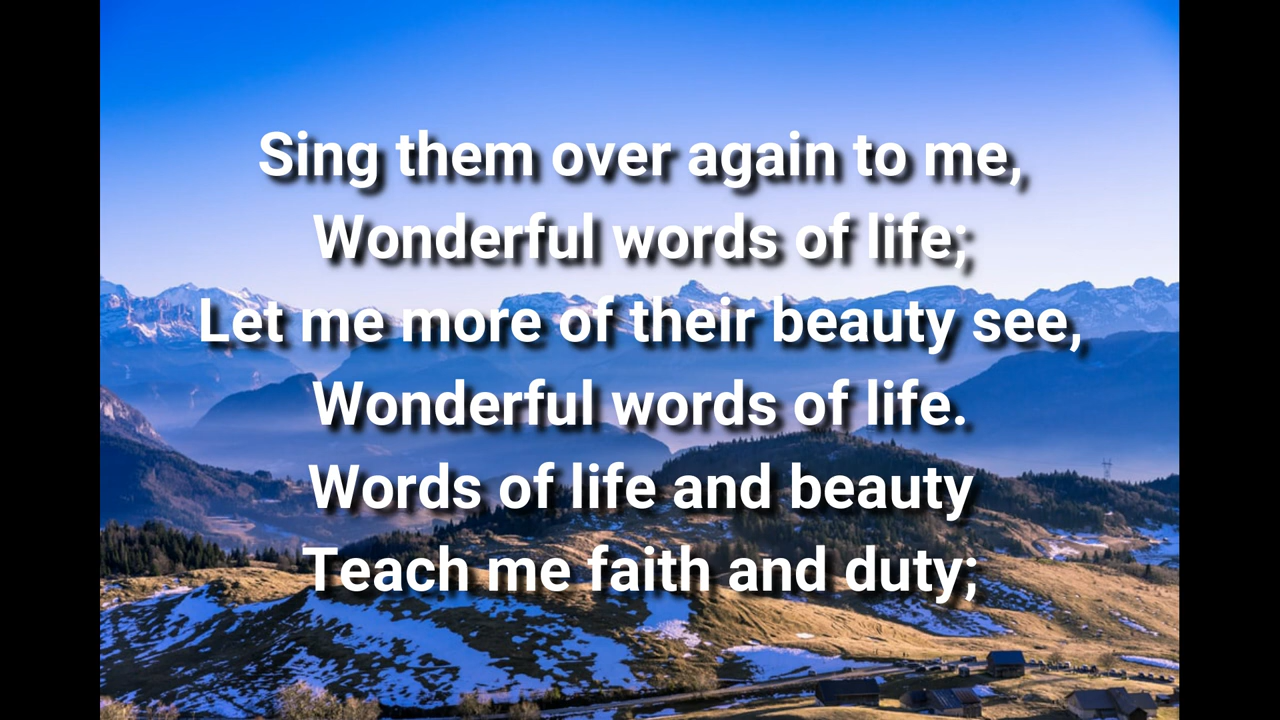 Sing them over again to me,
Wonderful words of life;
Let me more of their beauty see,
Wonderful words of life.
Words of life and beauty
Teach me faith and duty;